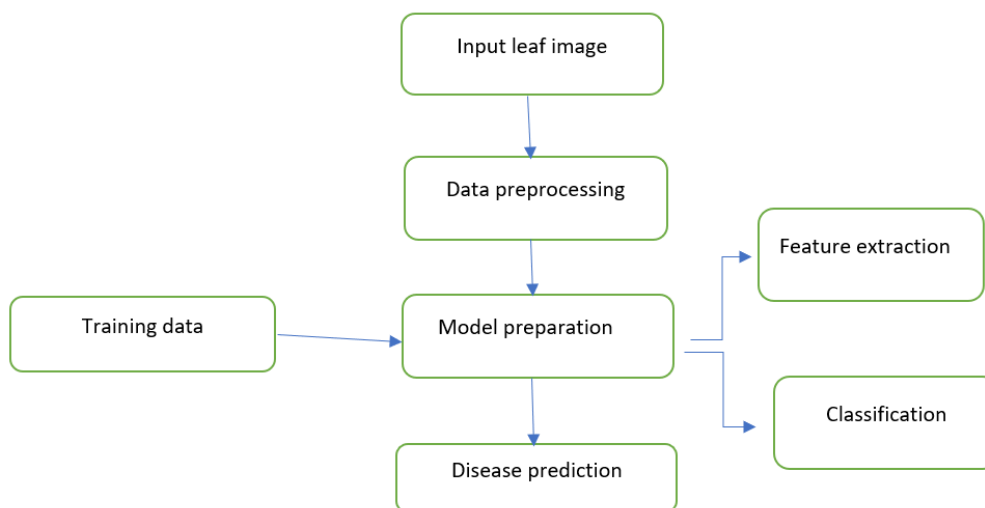 Input leaf image
Data preprocessing
Feature extraction
Training data
Model preparation
Classification
Disease prediction